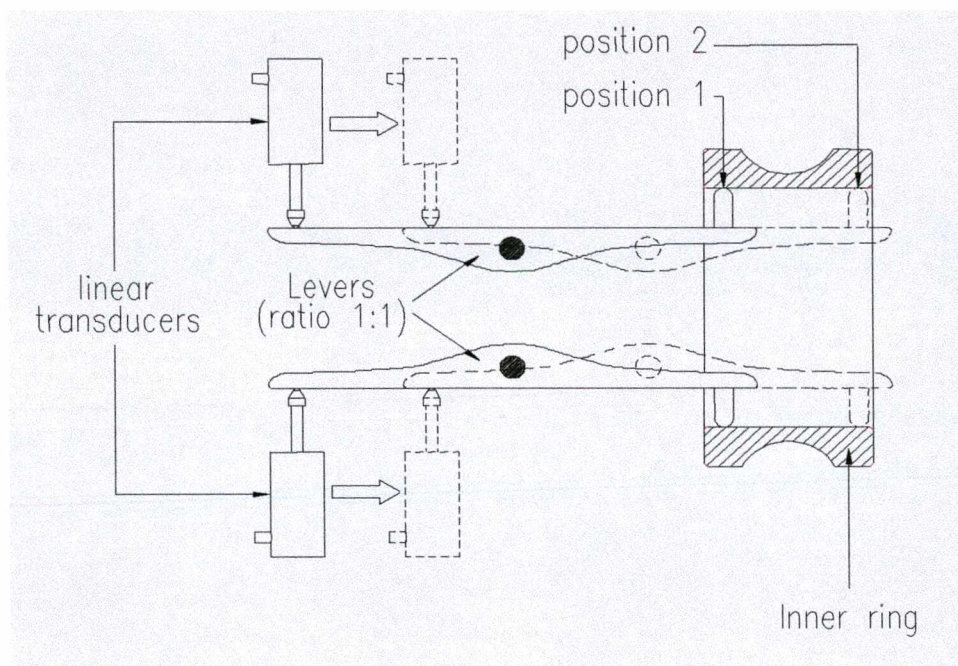 position 2
position 1
linear
transducers
Levers
(ratio 1:1)
Inner ring